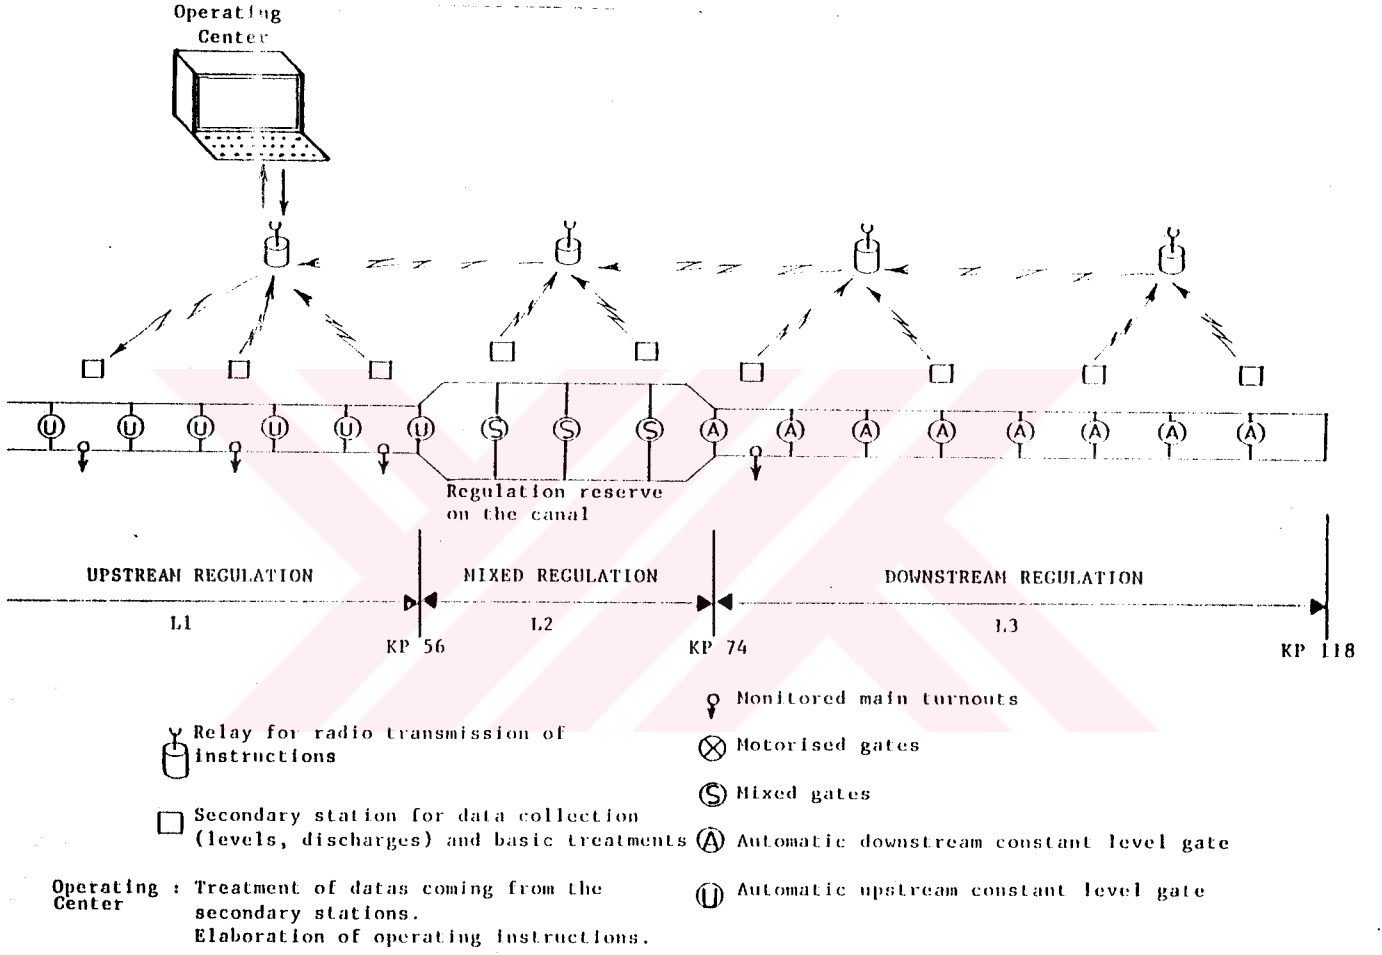 Operating
Center
U U U U U U S S S A A A A A A A A
Regulation reserve
on the canal
UPSTREAM REGULATION
MIXED REGULATION
DOWNSTREAM REGULATION
L1
L2
L3
KP 56
KP 74
KP 118
Relay for radio transmission of
instructions
Secondary station for data collection
(levels, discharges) and basic treatments
Operating : Treatment of datas coming from the
Center
secondary stations.
Elaboration of operating instructions.
Monitored main turnouts
Motorised gates
S Mixed gates
A Automatic downstream constant level gate
U Automatic upstream constant level gate